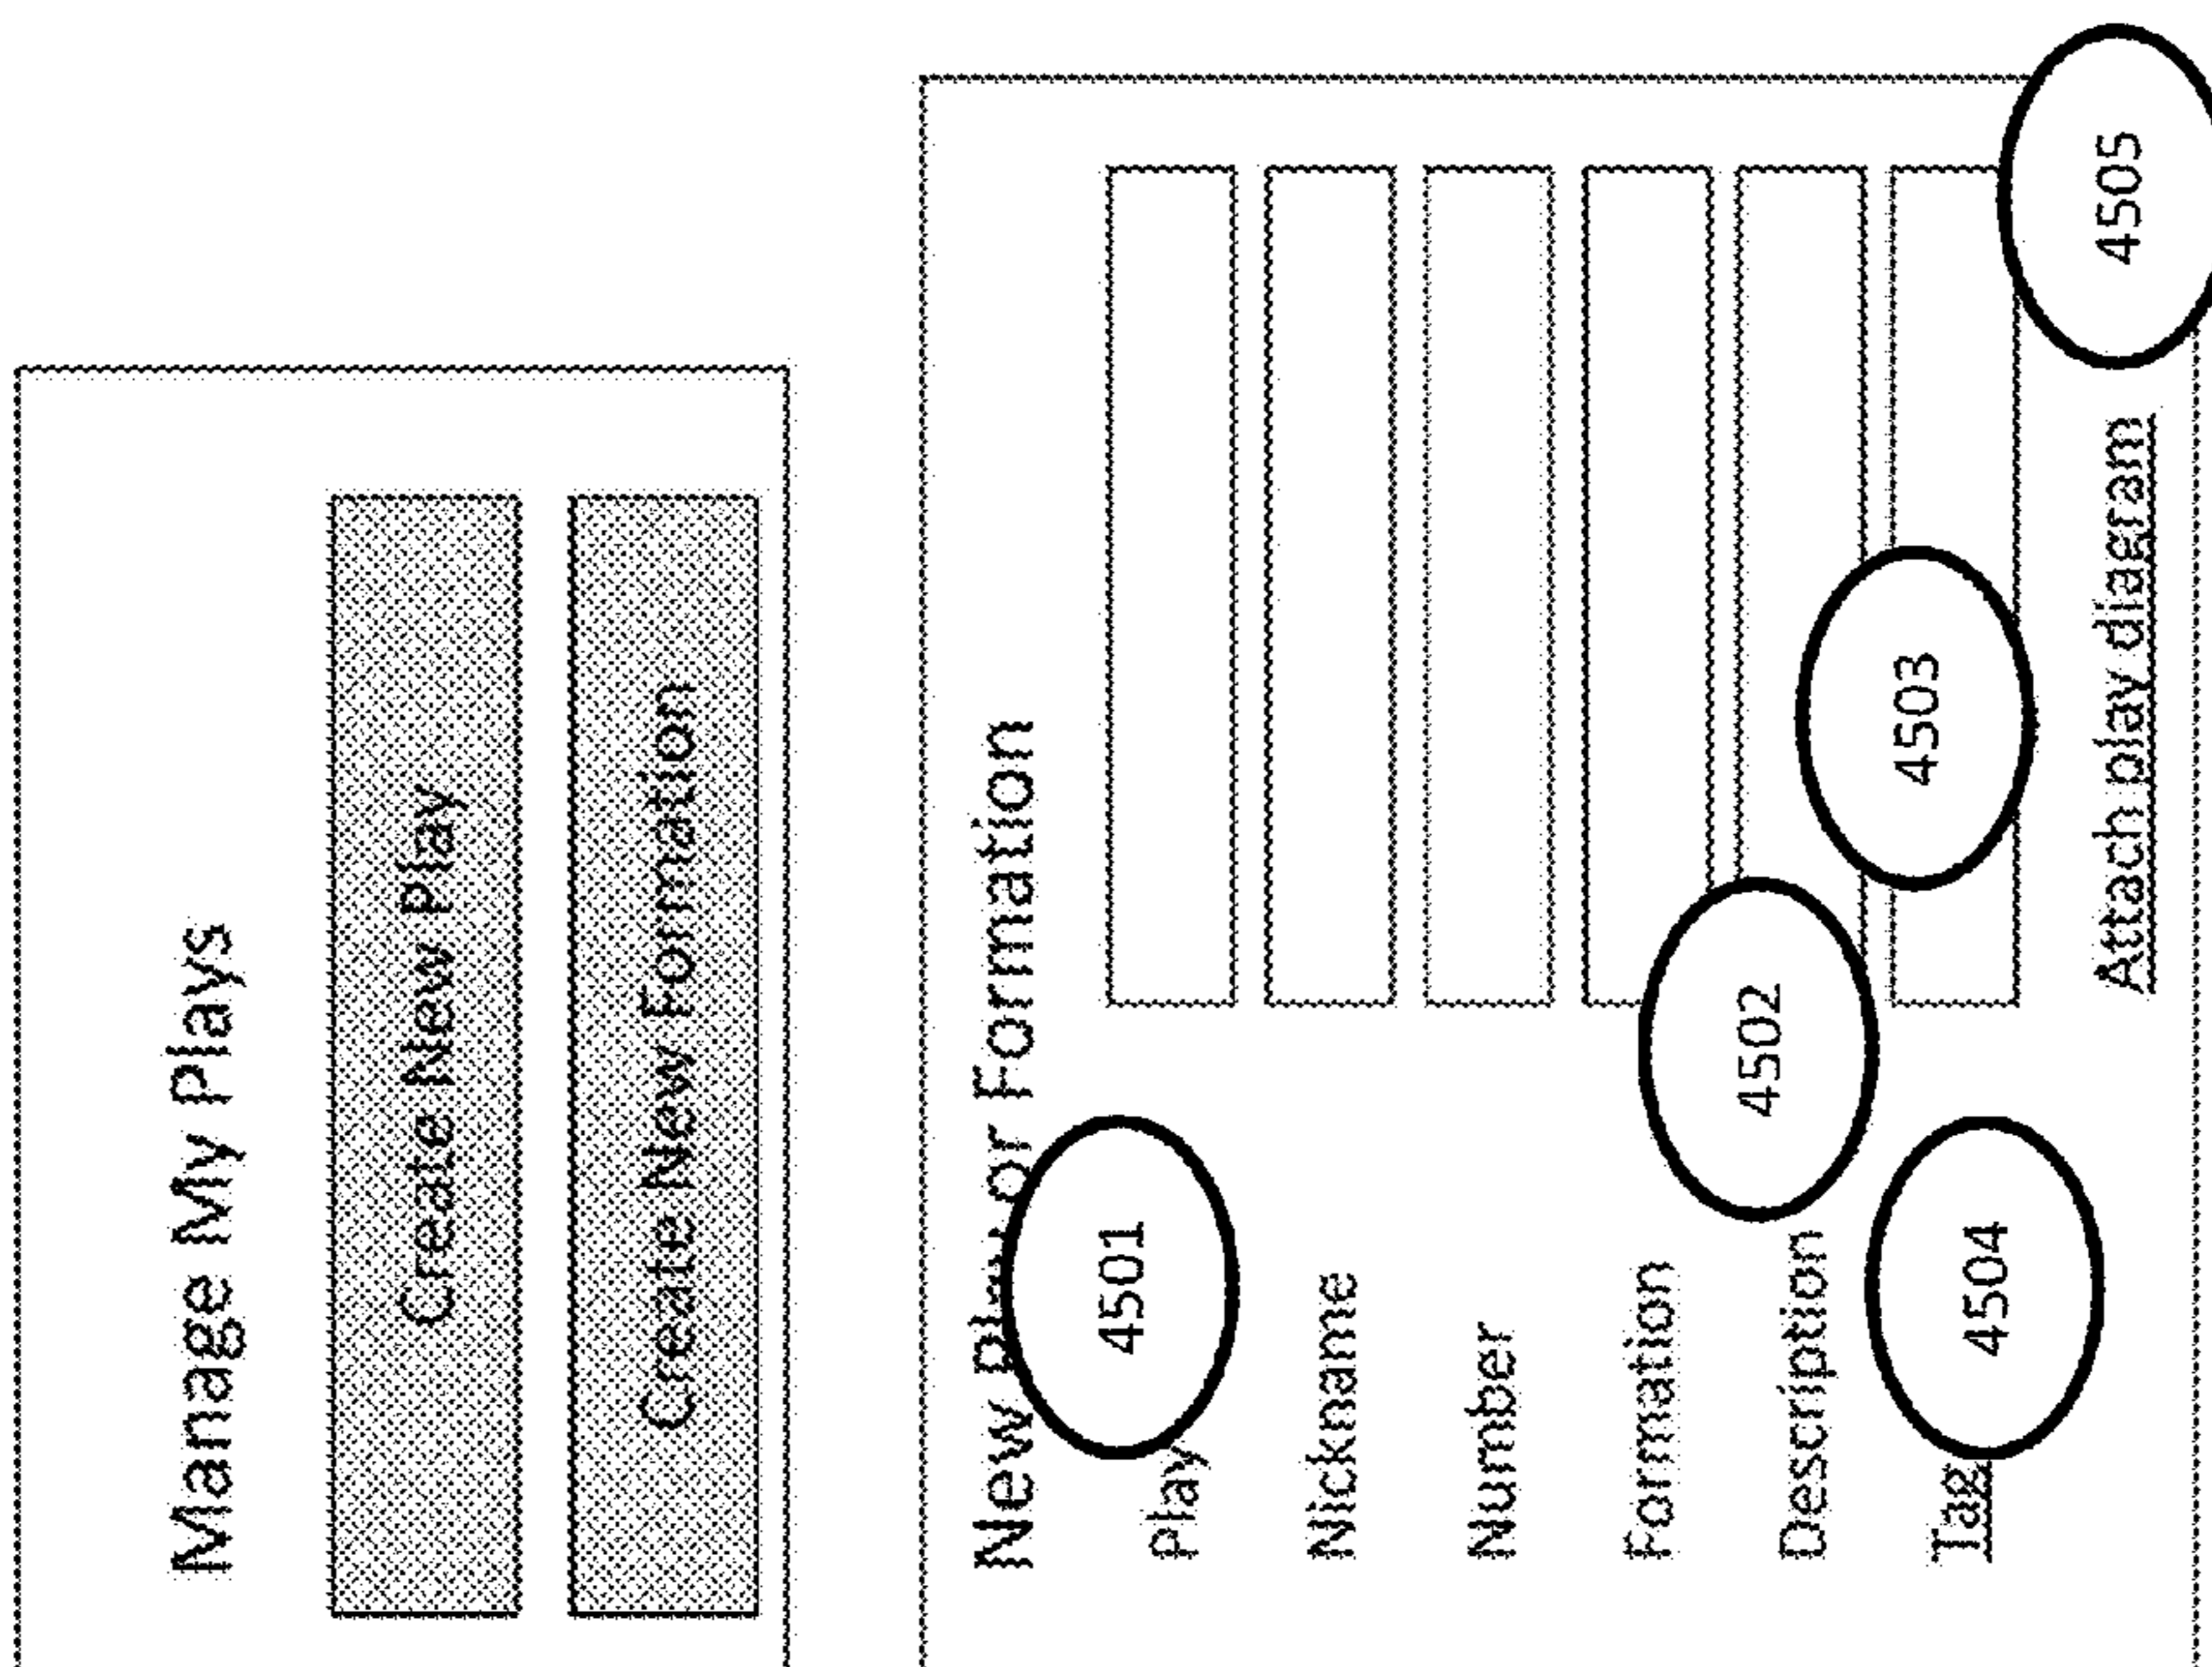 Manage My Plays
Create New Play
Create New Formation
New play or Formation
4501
Play
Nickname
Number
Formation
4502
Description
4503
Tag
4504
Attach play diagram
4505